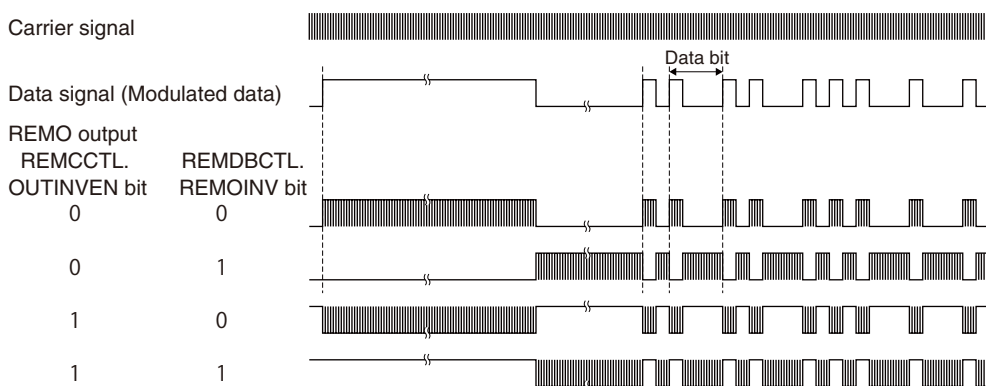 Carrier signal
Data bit
Data signal (Modulated data)
REMO output
REMCCTL. REMDBCTL.
OUTINVEN bit REMOINV bit
0 0
0 1
1 0
1 1